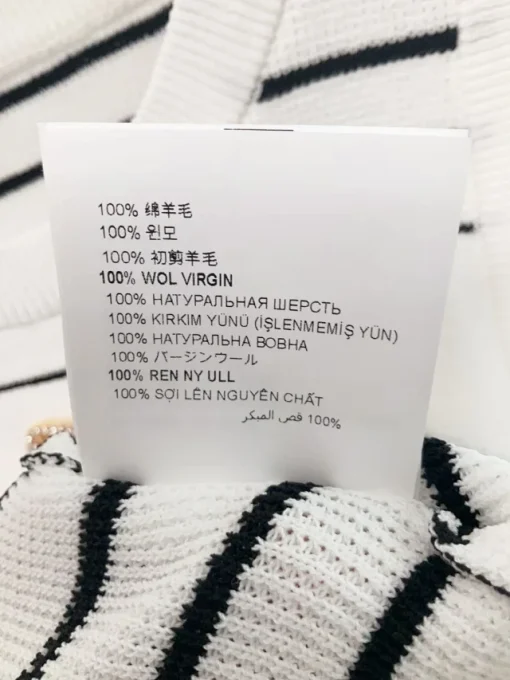 100% 绵羊毛
100% 윈모
100% 初剪羊毛
100% WOL VIRGIN
100% НАТУРАЛЬНАЯ ШЕРСТЬ
100% KIRKIM YÜNÜ (İŞLENMEMİŞ YÜN)
100% НАТУРАЛЬНА ВОВНА
100% バージンウール
100% REN NY ULL
100% SỢI LÊN NGUYÊN CHẤT
100% قص المبكر